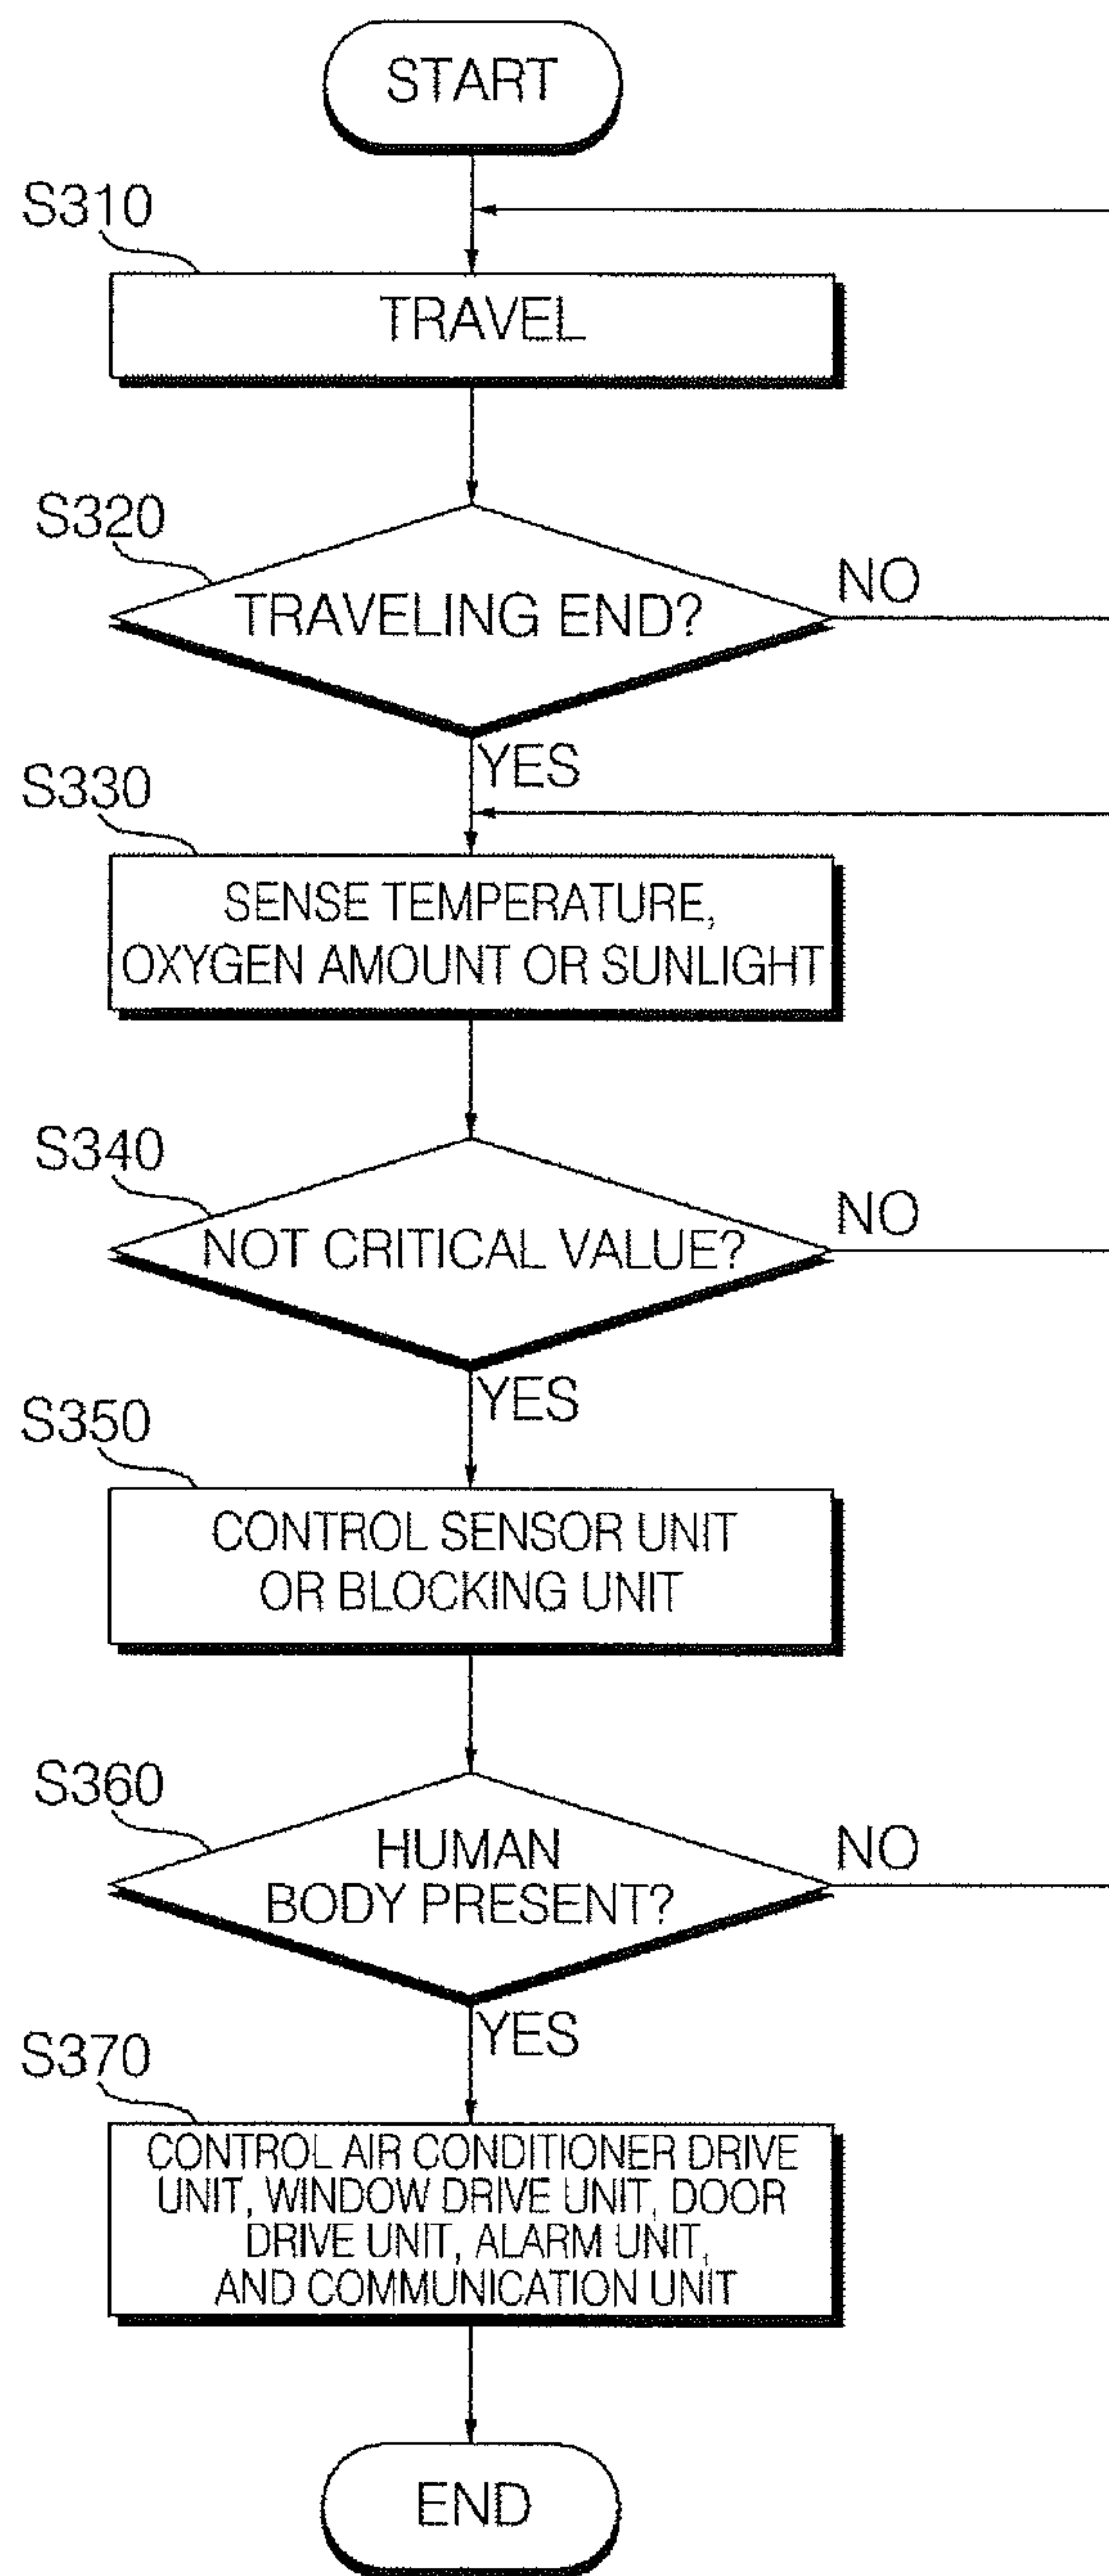 START
S310
TRAVEL
S320
TRAVELING END?
NO
YES
S330
SENSE TEMPERATURE,
OXYGEN AMOUNT OR SUNLIGHT
S340
NOT CRITICAL VALUE?
NO
YES
S350
CONTROL SENSOR UNIT
OR BLOCKING UNIT
S360
HUMAN
BODY PRESENT?
NO
YES
S370
CONTROL AIR CONDITIONER DRIVE
UNIT, WINDOW DRIVE UNIT, DOOR
DRIVE UNIT, ALARM UNIT,
AND COMMUNICATION UNIT
END